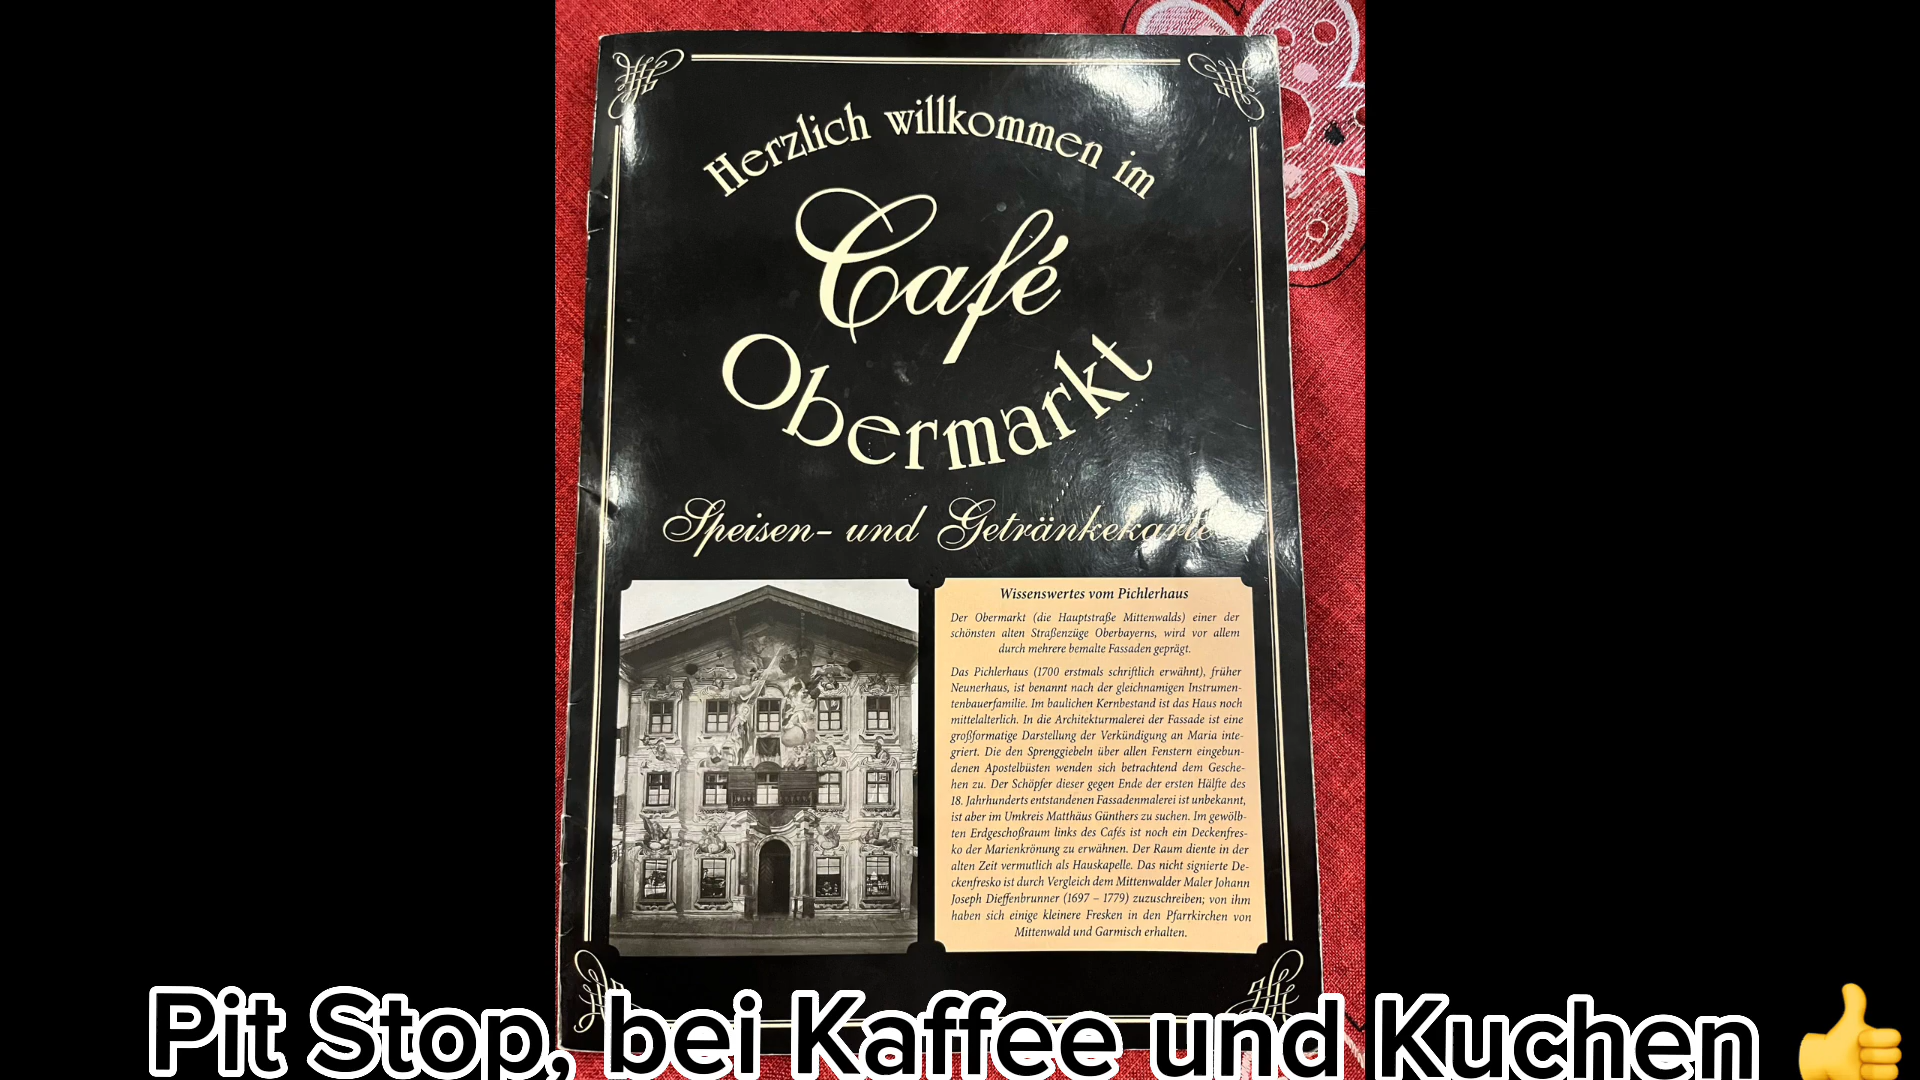 Herzlich willkommen im
Café
Obermarkt
Speisen- und Getränkekarte
Wissenswertes vom Pichlerhaus
Der Obermarkt (die Hauptstraße Mittenwalds) einer der
schönsten alten Straßenzüge Oberbayerns, wird vor allem
durch mehrere bemalte Fassaden geprägt.
Das Pichlerhaus (1700 erstmals schriftlich erwähnt), früher
Neunerhaus, ist benannt nach der gleichnamigen Instrumen-
tenbauerfamilie. Im baulichen Kernbestand ist das Haus noch
mittelalterlich. In die Architekturmalerei der Fassade ist eine
großformatige Darstellung der Verkündigung an Maria inte-
griert. Die den Sprenggiebeln über allen Fenstern eingebun-
denen Apostelbüsten wenden sich betrachtend dem Gesche-
hen zu. Der Schöpfer dieser gegen Ende der ersten Hälfte des
18. Jahrhunderts entstandenen Fassadenmalerei ist unbekannt,
ist aber im Umkreis Matthäus Günthers zu suchen. Im gewölb-
ten Erdgeschoßraum links des Cafés ist noch ein Deckenfres-
ko der Marienkrönung zu erwähnen. Der Raum diente in der
alten Zeit vermutlich als Hauskapelle. Das nicht signierte De-
ckenfresko ist durch Vergleich dem Mittenwalder Maler Johann
Joseph Dieffenbrunner (1697 – 1779) zuzuschreiben; von ihm
haben sich einige kleinere Fresken in den Pfarrkirchen von
Mittenwald und Garmisch erhalten.
Pit Stop, bei Kaffee und Kuchen 👍